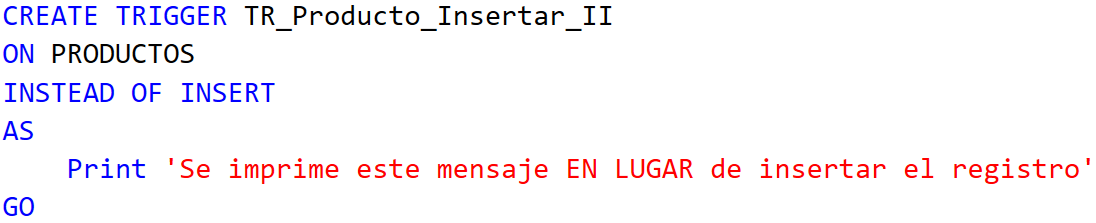 CREATE TRIGGER TR_Producto_Insertar_II
ON PRODUCTOS
INSTEAD OF INSERT
AS
    Print 'Se imprime este mensaje EN LUGAR de insertar el registro'
GO